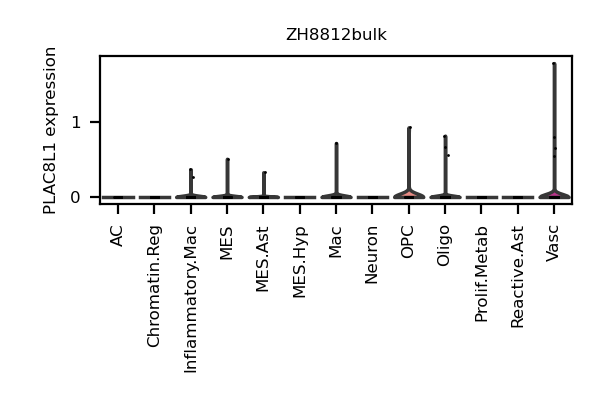 ZH8812bulk
PLAC8L1 expression
1
0
AC
Chromatin.Reg
Inflammatory.Mac
MES
MES.Ast
MES.Hyp
Mac
Neuron
OPC
Oligo
Prolif.Metab
Reactive.Ast
Vasc